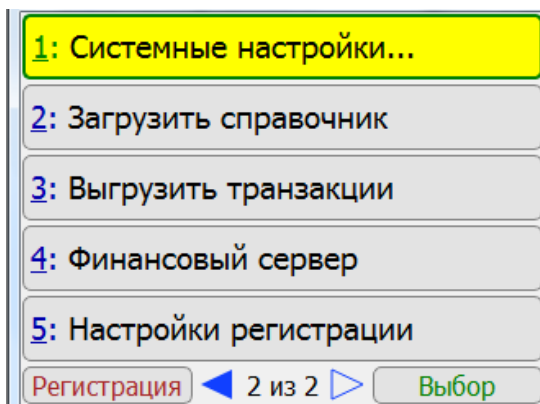 1: Системные настройки...
2: Загрузить справочник
3: Выгрузить транзакции
4: Финансовый сервер
5: Настройки регистрации
Регистрация 2 из 2 Выбор